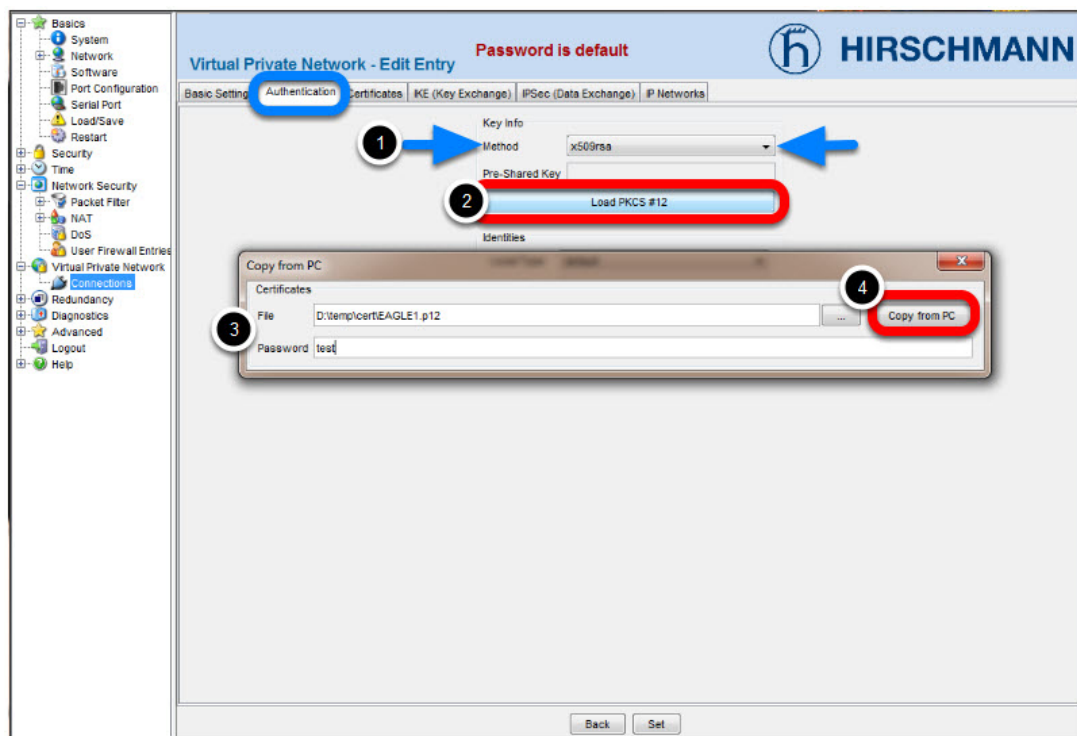 Basics
System
Network
Software
Port Configuration
Serial Port
Load/Save
Restart
Security
Time
Network Security
Packet Filter
NAT
DoS
User Firewall Entries
Virtual Private Network
Connections
Redundancy
Diagnostics
Advanced
Logout
Help
Virtual Private Network - Edit Entry
Password is default
HIRSCHMANN
Basic Setting Authentication Certificates IKE (Key Exchange) IPSec (Data Exchange) IP Networks
Key Info
1 Method x509rsa
Pre-Shared Key
2 Load PKCS #12
Identities
Copy from PC
Certificates
4
3 File D:\temp\cert\EAGLE1.p12 ... Copy from PC
Password test
Back Set